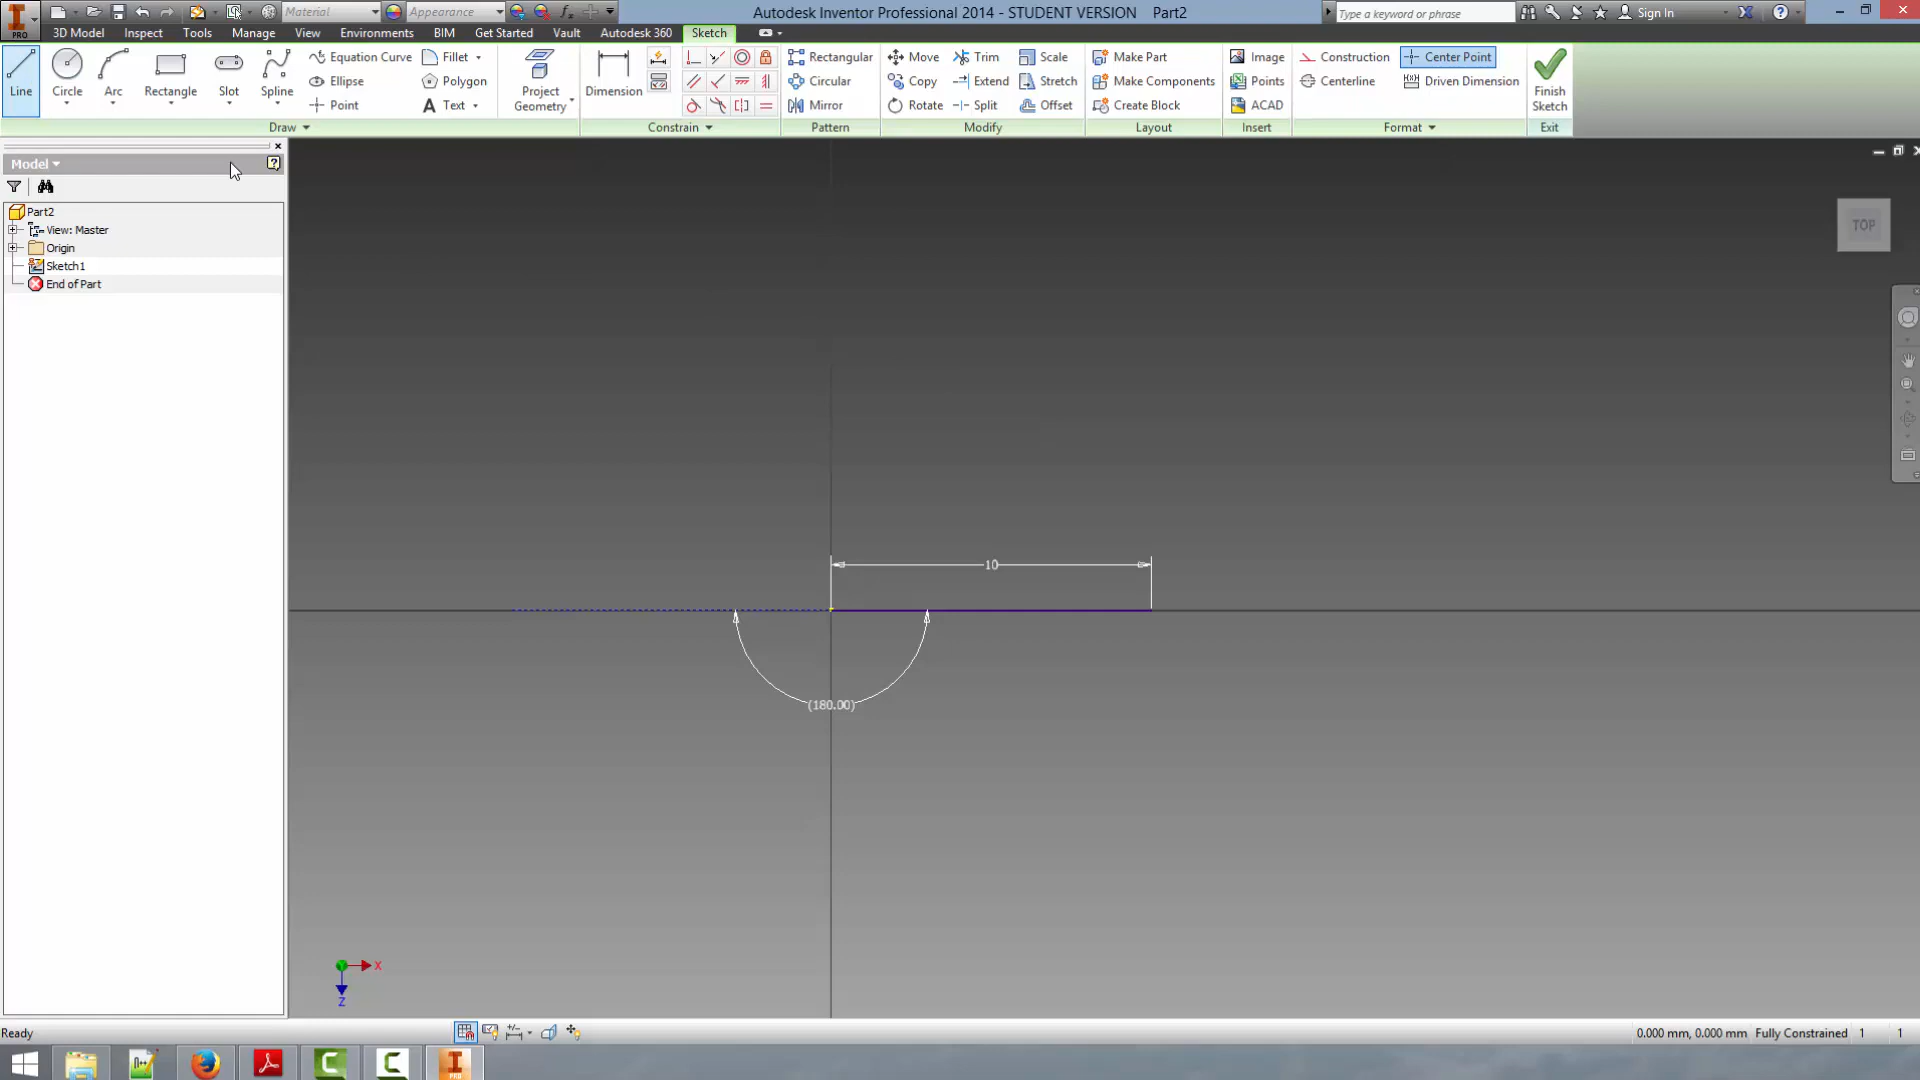 PRO
Material
Appearance
Autodesk Inventor Professional 2014 - STUDENT VERSION Part2
Type a keyword or phrase
Sign In
3D Model Inspect Tools Manage View Environments BIM Get Started Vault Autodesk 360 Sketch
Line Circle Arc Rectangle Slot Spline
Equation Curve Fillet
Ellipse Polygon
Point Text
Project Geometry
Dimension
Rectangular Move Trim Scale Make Part Image Construction Center Point
Circular Copy Extend Stretch Make Components Points Centerline Driven Dimension
Mirror Rotate Split Offset Create Block ACAD
Finish Sketch
Draw Constrain Pattern Modify Layout Insert Format Exit
Model
Part2
View: Master
Origin
Sketch1
End of Part
TOP
10
(180.00)
X
Z
Ready
0.000 mm, 0.000 mm Fully Constrained 1 1
PRO